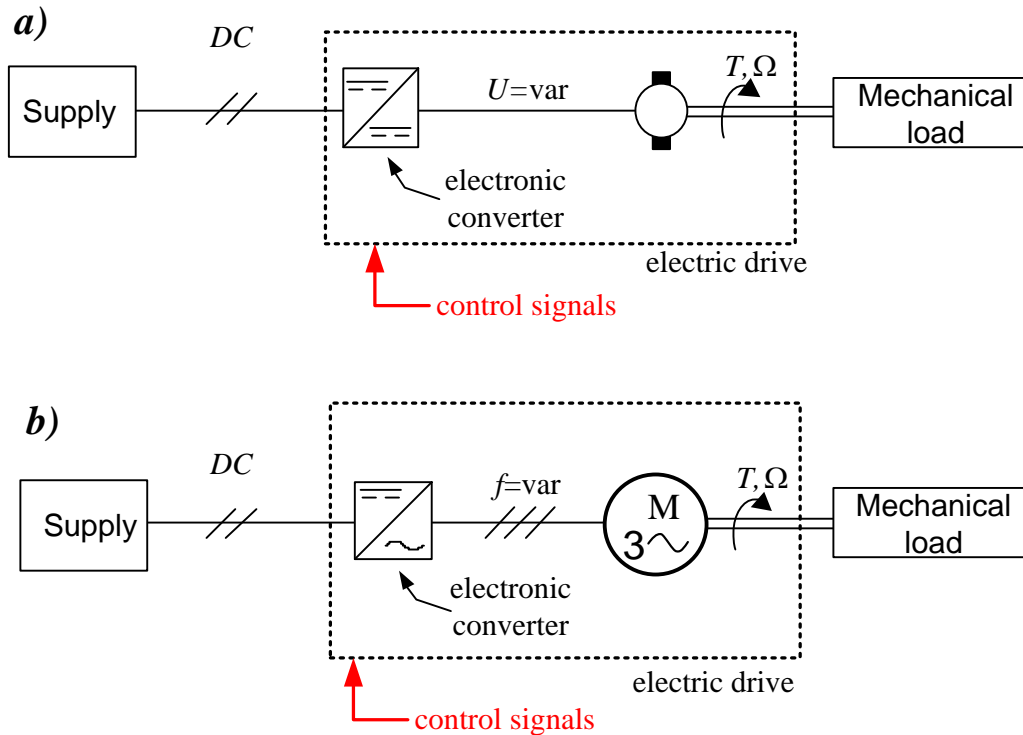 a)
DC
Supply
U=var
T,Ω
Mechanical
load
electronic
converter
electric drive
control signals
b)
DC
Supply
f=var
M
3
T,Ω
Mechanical
load
electronic
converter
electric drive
control signals